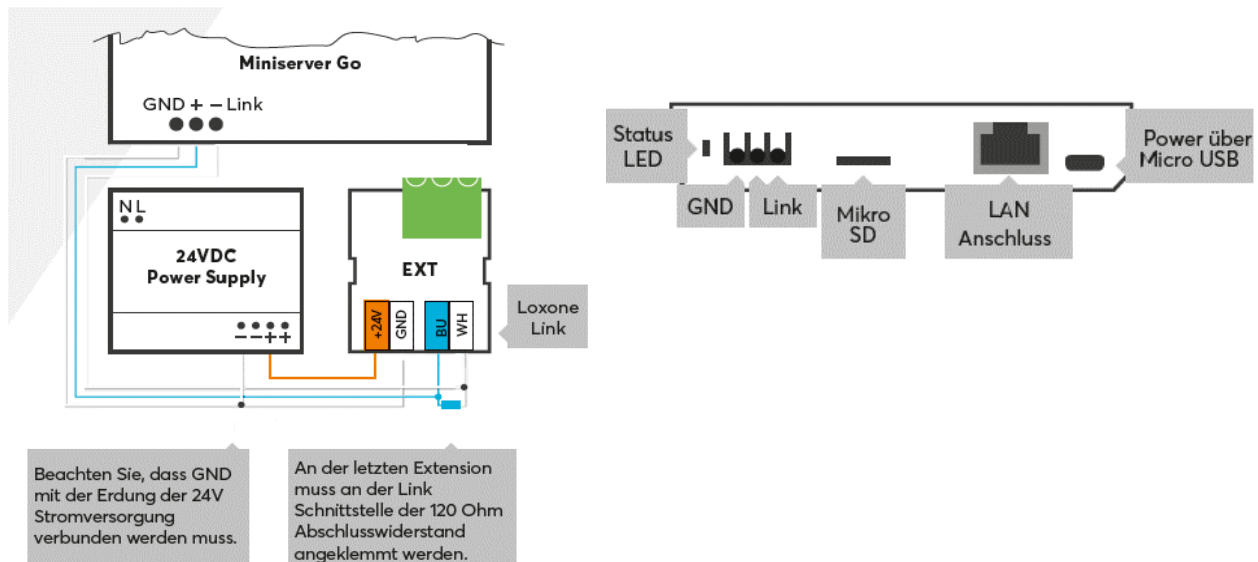 Miniserver Go
GND + – Link
N L
24VDC
Power Supply
– – + +
EXT
+24V
GND
BU
WH
Loxone
Link
Beachten Sie, dass GND
mit der Erdung der 24V
Stromversorgung
verbunden werden muss.
An der letzten Extension
muss an der Link
Schnittstelle der 120 Ohm
Abschlusswiderstand
angeklemmt werden.
Status
LED
GND
Link
Mikro
SD
LAN
Anschluss
Power über
Micro USB